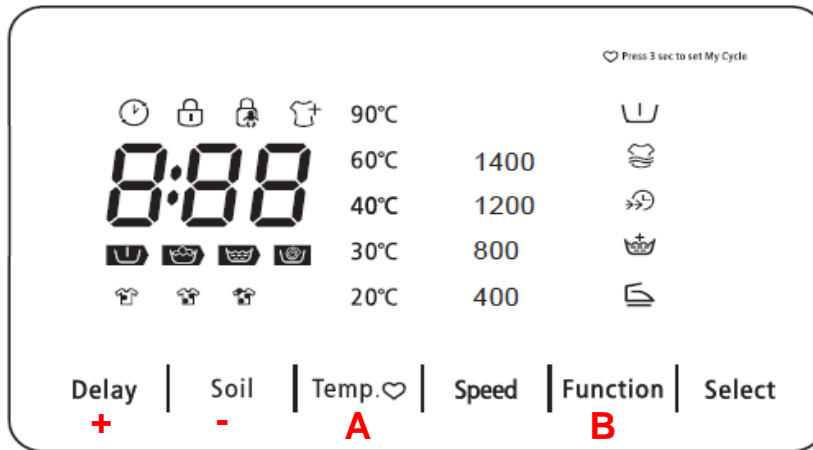 ♡ Press 3 sec to set My Cycle
90°C
8:88 60°C 1400
40°C 1200
30°C 800
20°C 400
Delay Soil Temp.♡ Speed Function Select
+ - A B